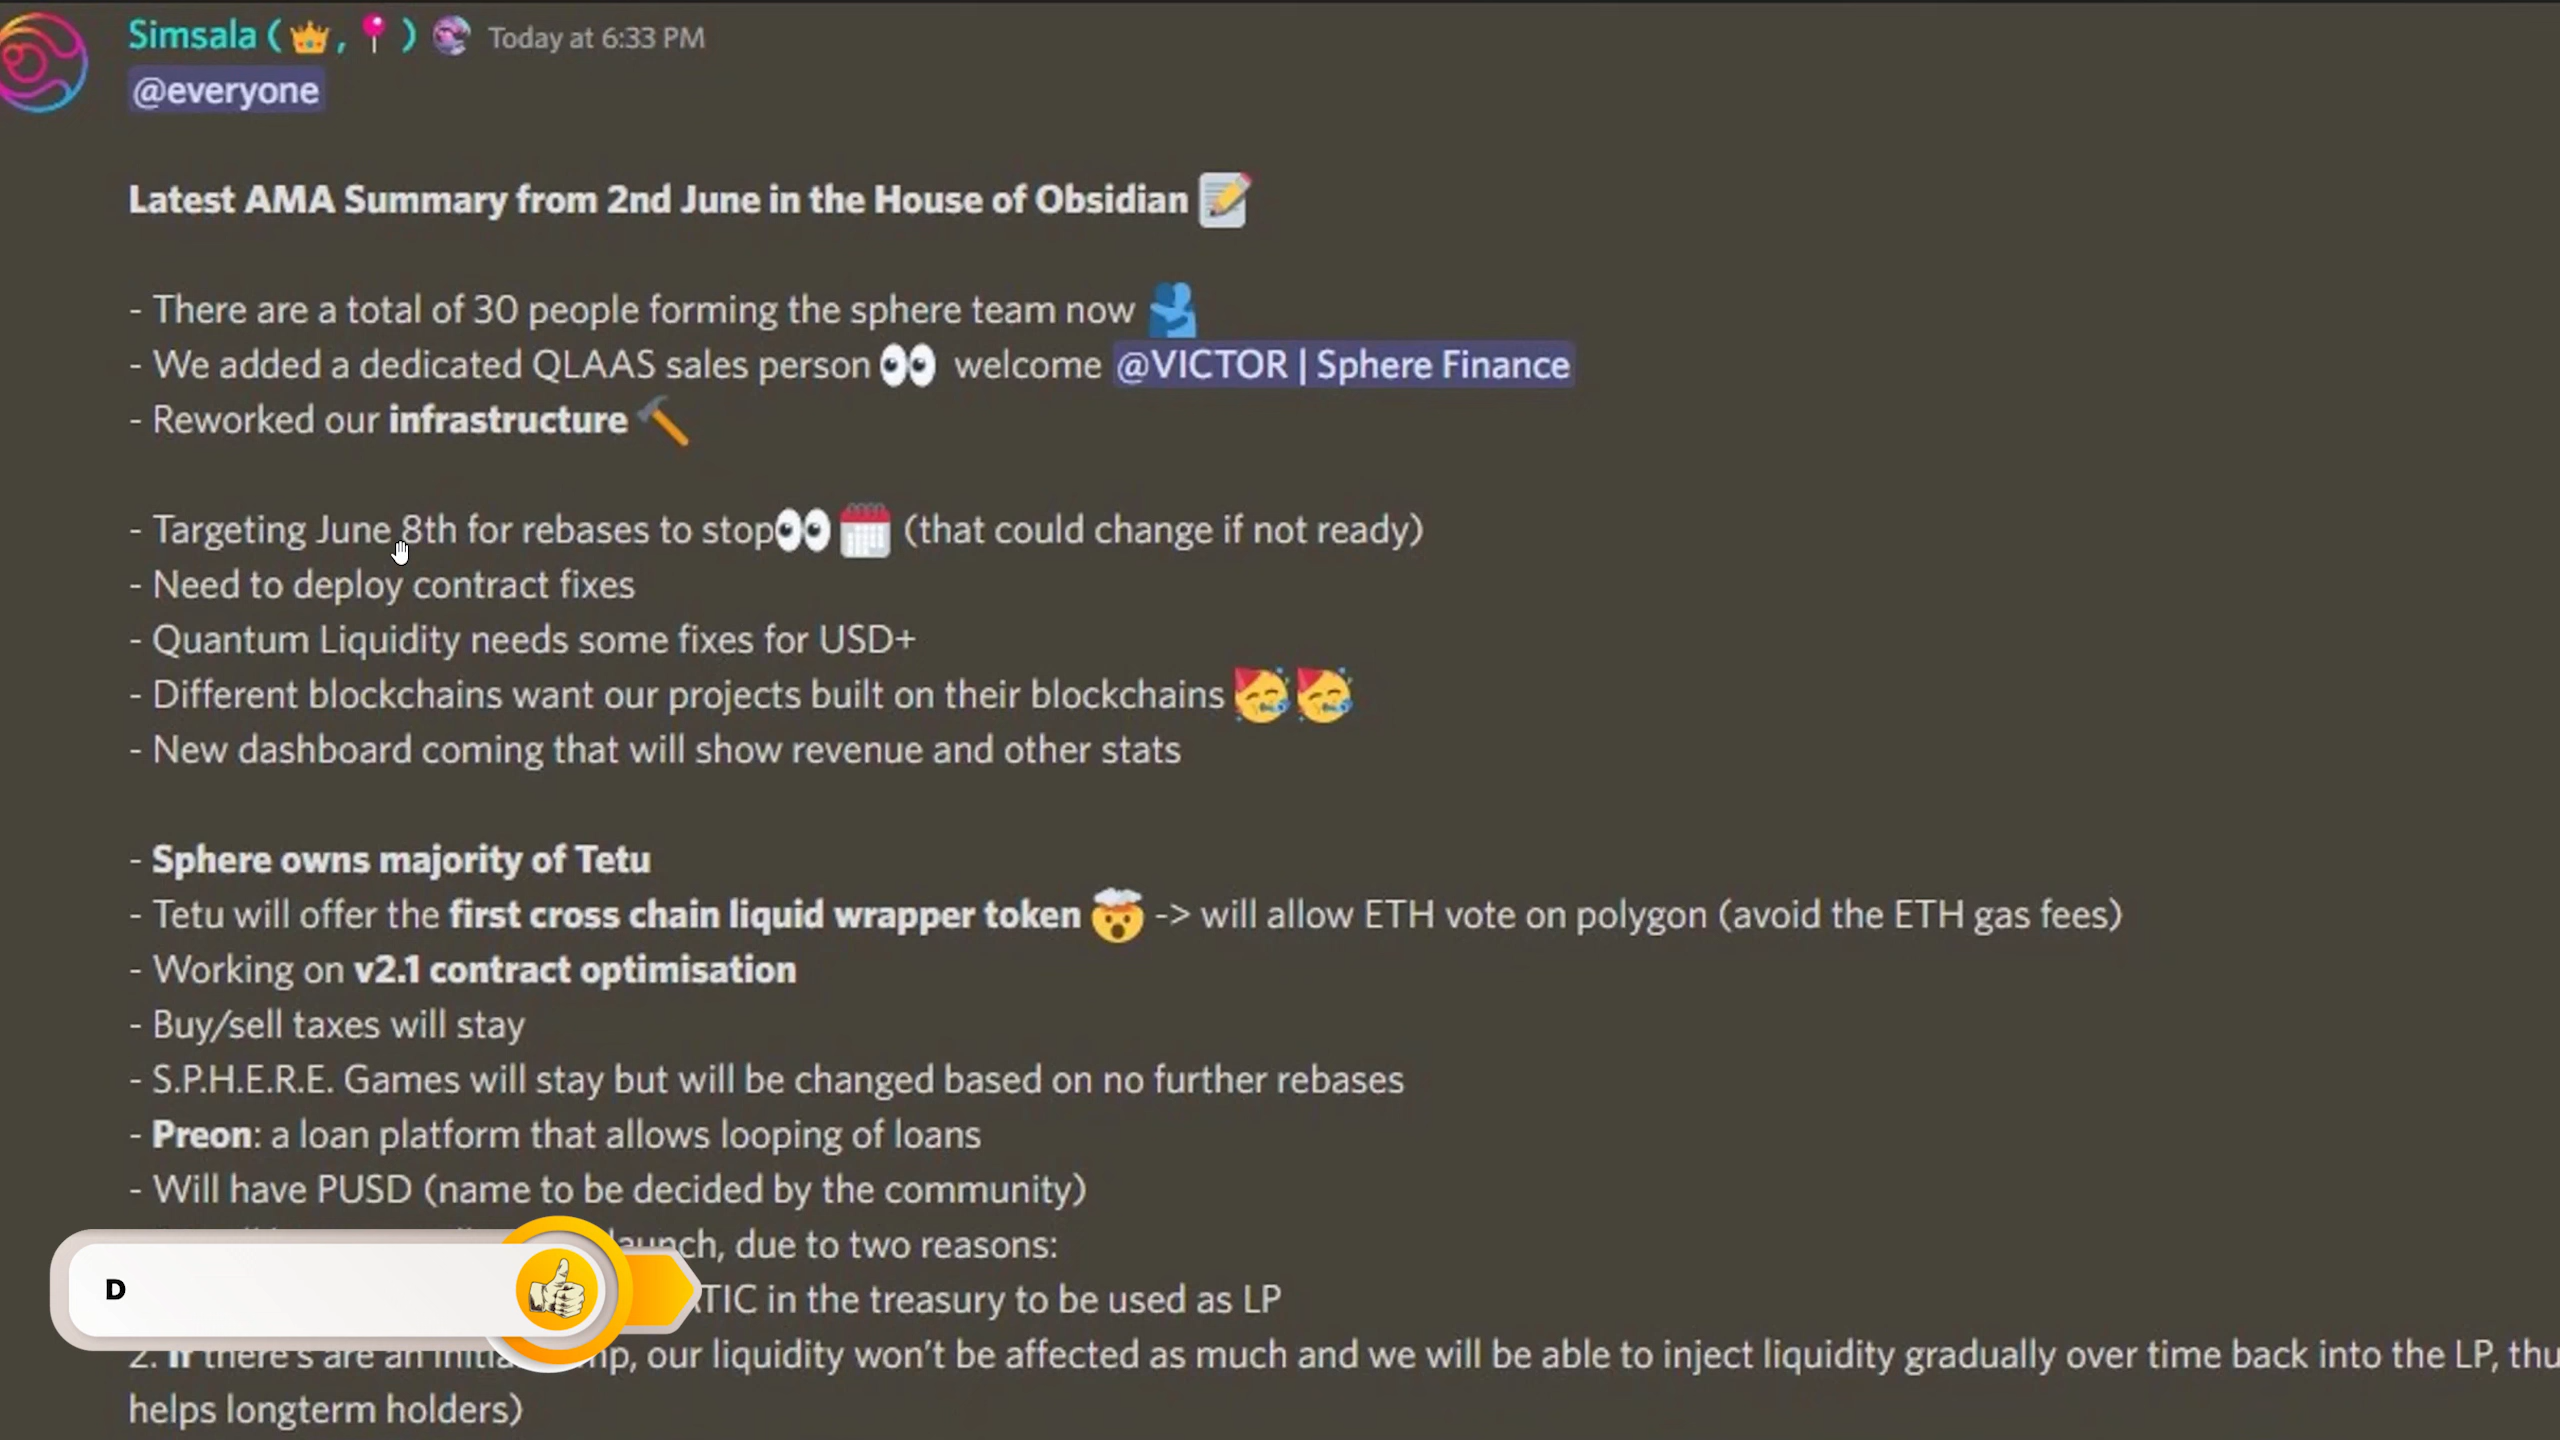 Simsala (👑, 📍) Today at 6:33 PM
@everyone
Latest AMA Summary from 2nd June in the House of Obsidian 📝
- There are a total of 30 people forming the sphere team now 🫂
- We added a dedicated QLAAS sales person 👀 welcome @VICTOR | Sphere Finance
- Reworked our infrastructure 🔨
- Targeting June 8th for rebases to stop👀 📅 (that could change if not ready)
- Need to deploy contract fixes
- Quantum Liquidity needs some fixes for USD+
- Different blockchains want our projects built on their blockchains 🥳 🥳
- New dashboard coming that will show revenue and other stats
- Sphere owns majority of Tetu
- Tetu will offer the first cross chain liquid wrapper token 🤯 -> will allow ETH vote on polygon (avoid the ETH gas fees)
- Working on v2.1 contract optimisation
- Buy/sell taxes will stay
- S.P.H.E.R.E. Games will stay but will be changed based on no further rebases
- Preon: a loan platform that allows looping of loans
- Will have PUSD (name to be decided by the community)
launch, due to two reasons:
D
TIC in the treasury to be used as LP
2. If there's are an our liquidity won't be affected as much and we will be able to inject liquidity gradually over time back into the LP, thu
helps longterm holders)